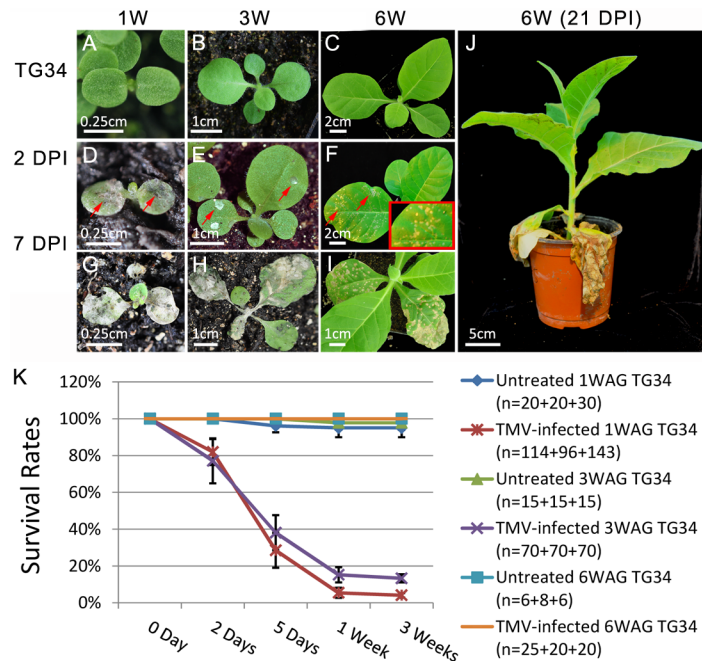 1W 3W 6W 6W (21 DPI)
TG34 A B C J
0.25cm 1cm 2cm
2 DPI D E F
0.25cm 1cm 2cm
7 DPI G H I
0.25cm 1cm 1cm 5cm
K
120%
100%
80%
60%
40%
20%
0%
Survival Rates
0 Day 2 Days 5 Days 1 Week 3 Weeks
Untreated 1WAG TG34
(n=20+20+30)
TMV-infected 1WAG TG34
(n=114+96+143)
Untreated 3WAG TG34
(n=15+15+15)
TMV-infected 3WAG TG34
(n=70+70+70)
Untreated 6WAG TG34
(n=6+8+6)
TMV-infected 6WAG TG34
(n=25+20+20)